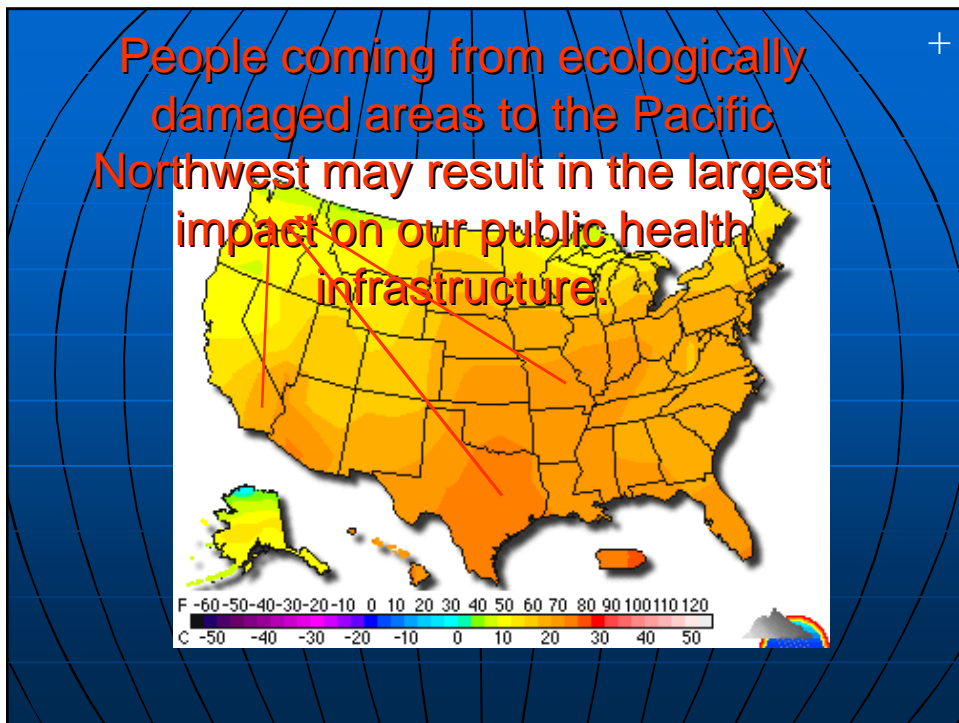 People coming from ecologically
damaged areas to the Pacific
Northwest may result in the largest
impact on our public health
infrastructure.
F -60-50-40-30-20-10 0 10 20 30 40 50 60 70 80 90 100110 120
C -50 -40 -30 -20 -10 0 10 20 30 40 50